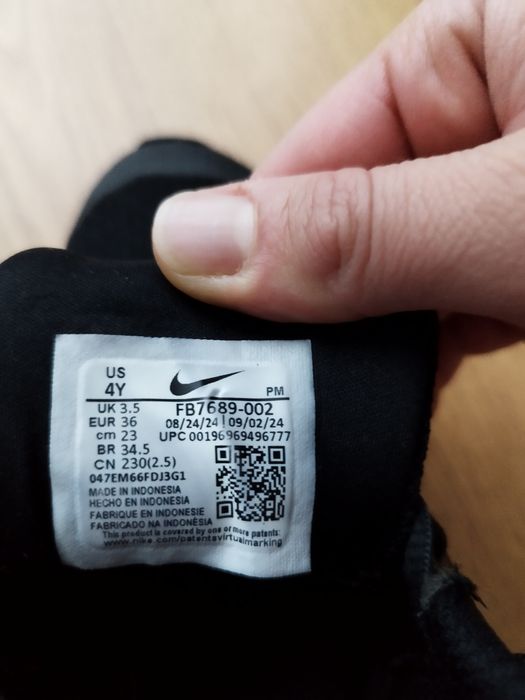 US
4Y
PM
UK 3.5
FB7689-002
EUR 36
08/24/24 | 09/02/24
cm 23
UPC 00196969496777
BR 34.5
CN 230(2.5)
047EM66FDJ3G1
MADE IN INDONESIA
HECHO EN INDONESIA
FABRIQUE EN INDONESIE
FABRICADO NA INDONÉSIA
This product is covered by one of more patents:
www.nike.com/patentsvirtualmarking